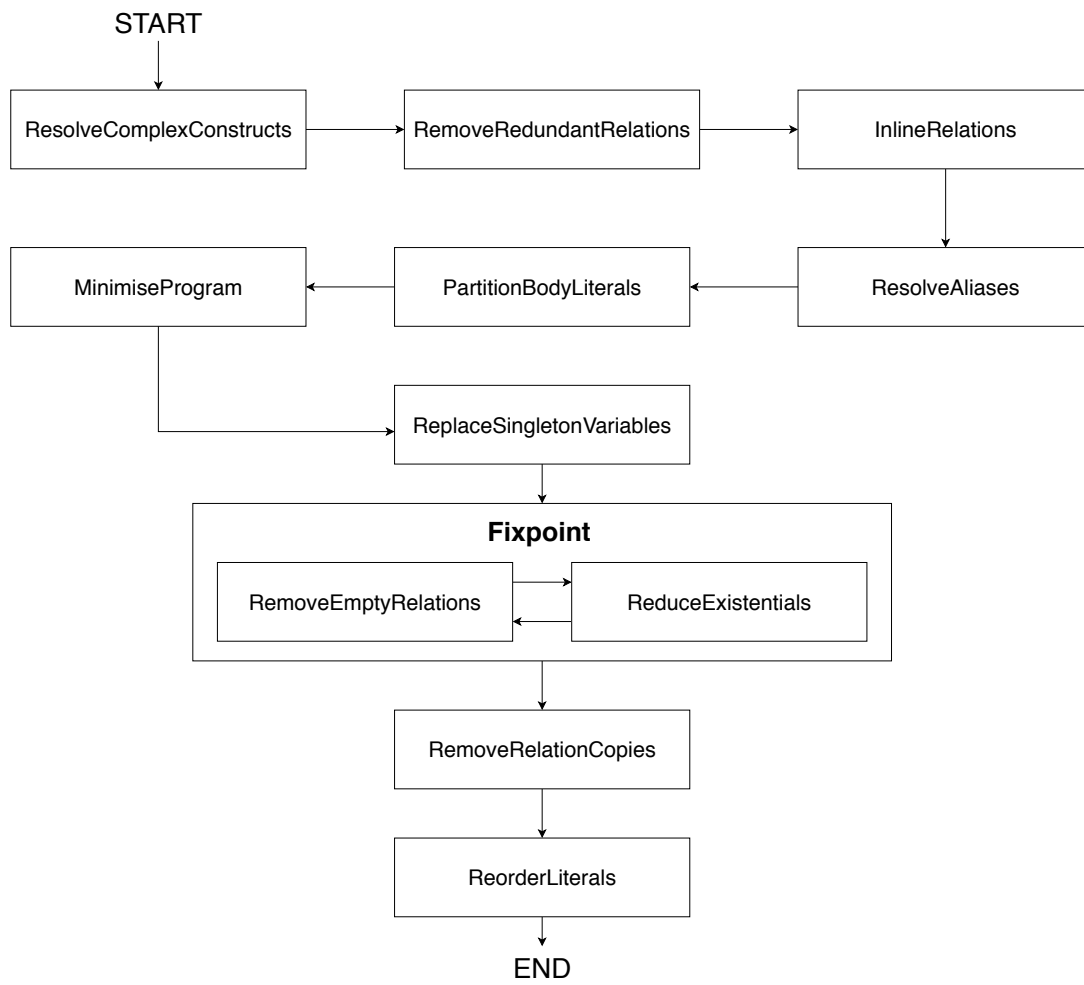 START
ResolveComplexConstructs
RemoveRedundantRelations
InlineRelations
ResolveAliases
PartitionBodyLiterals
MinimiseProgram
ReplaceSingletonVariables
Fixpoint
RemoveEmptyRelations
ReduceExistentials
RemoveRelationCopies
ReorderLiterals
END